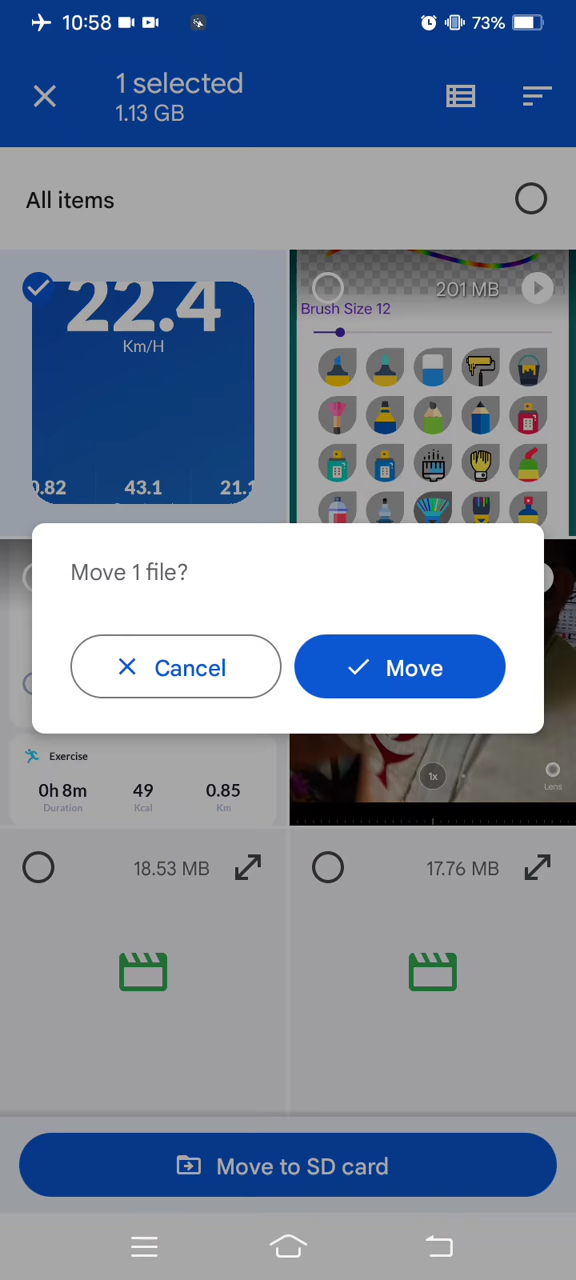 10:58
73%
1 selected
1.13 GB
All items
22.4
Km/H
0.82
43.1
21.1
201 MB
Brush Size 12
Move 1 file?
Cancel
Move
Exercise
0h 8m
49
0.85
Duration
Kcal
Km
1x
Lens
18.53 MB
17.76 MB
Move to SD card